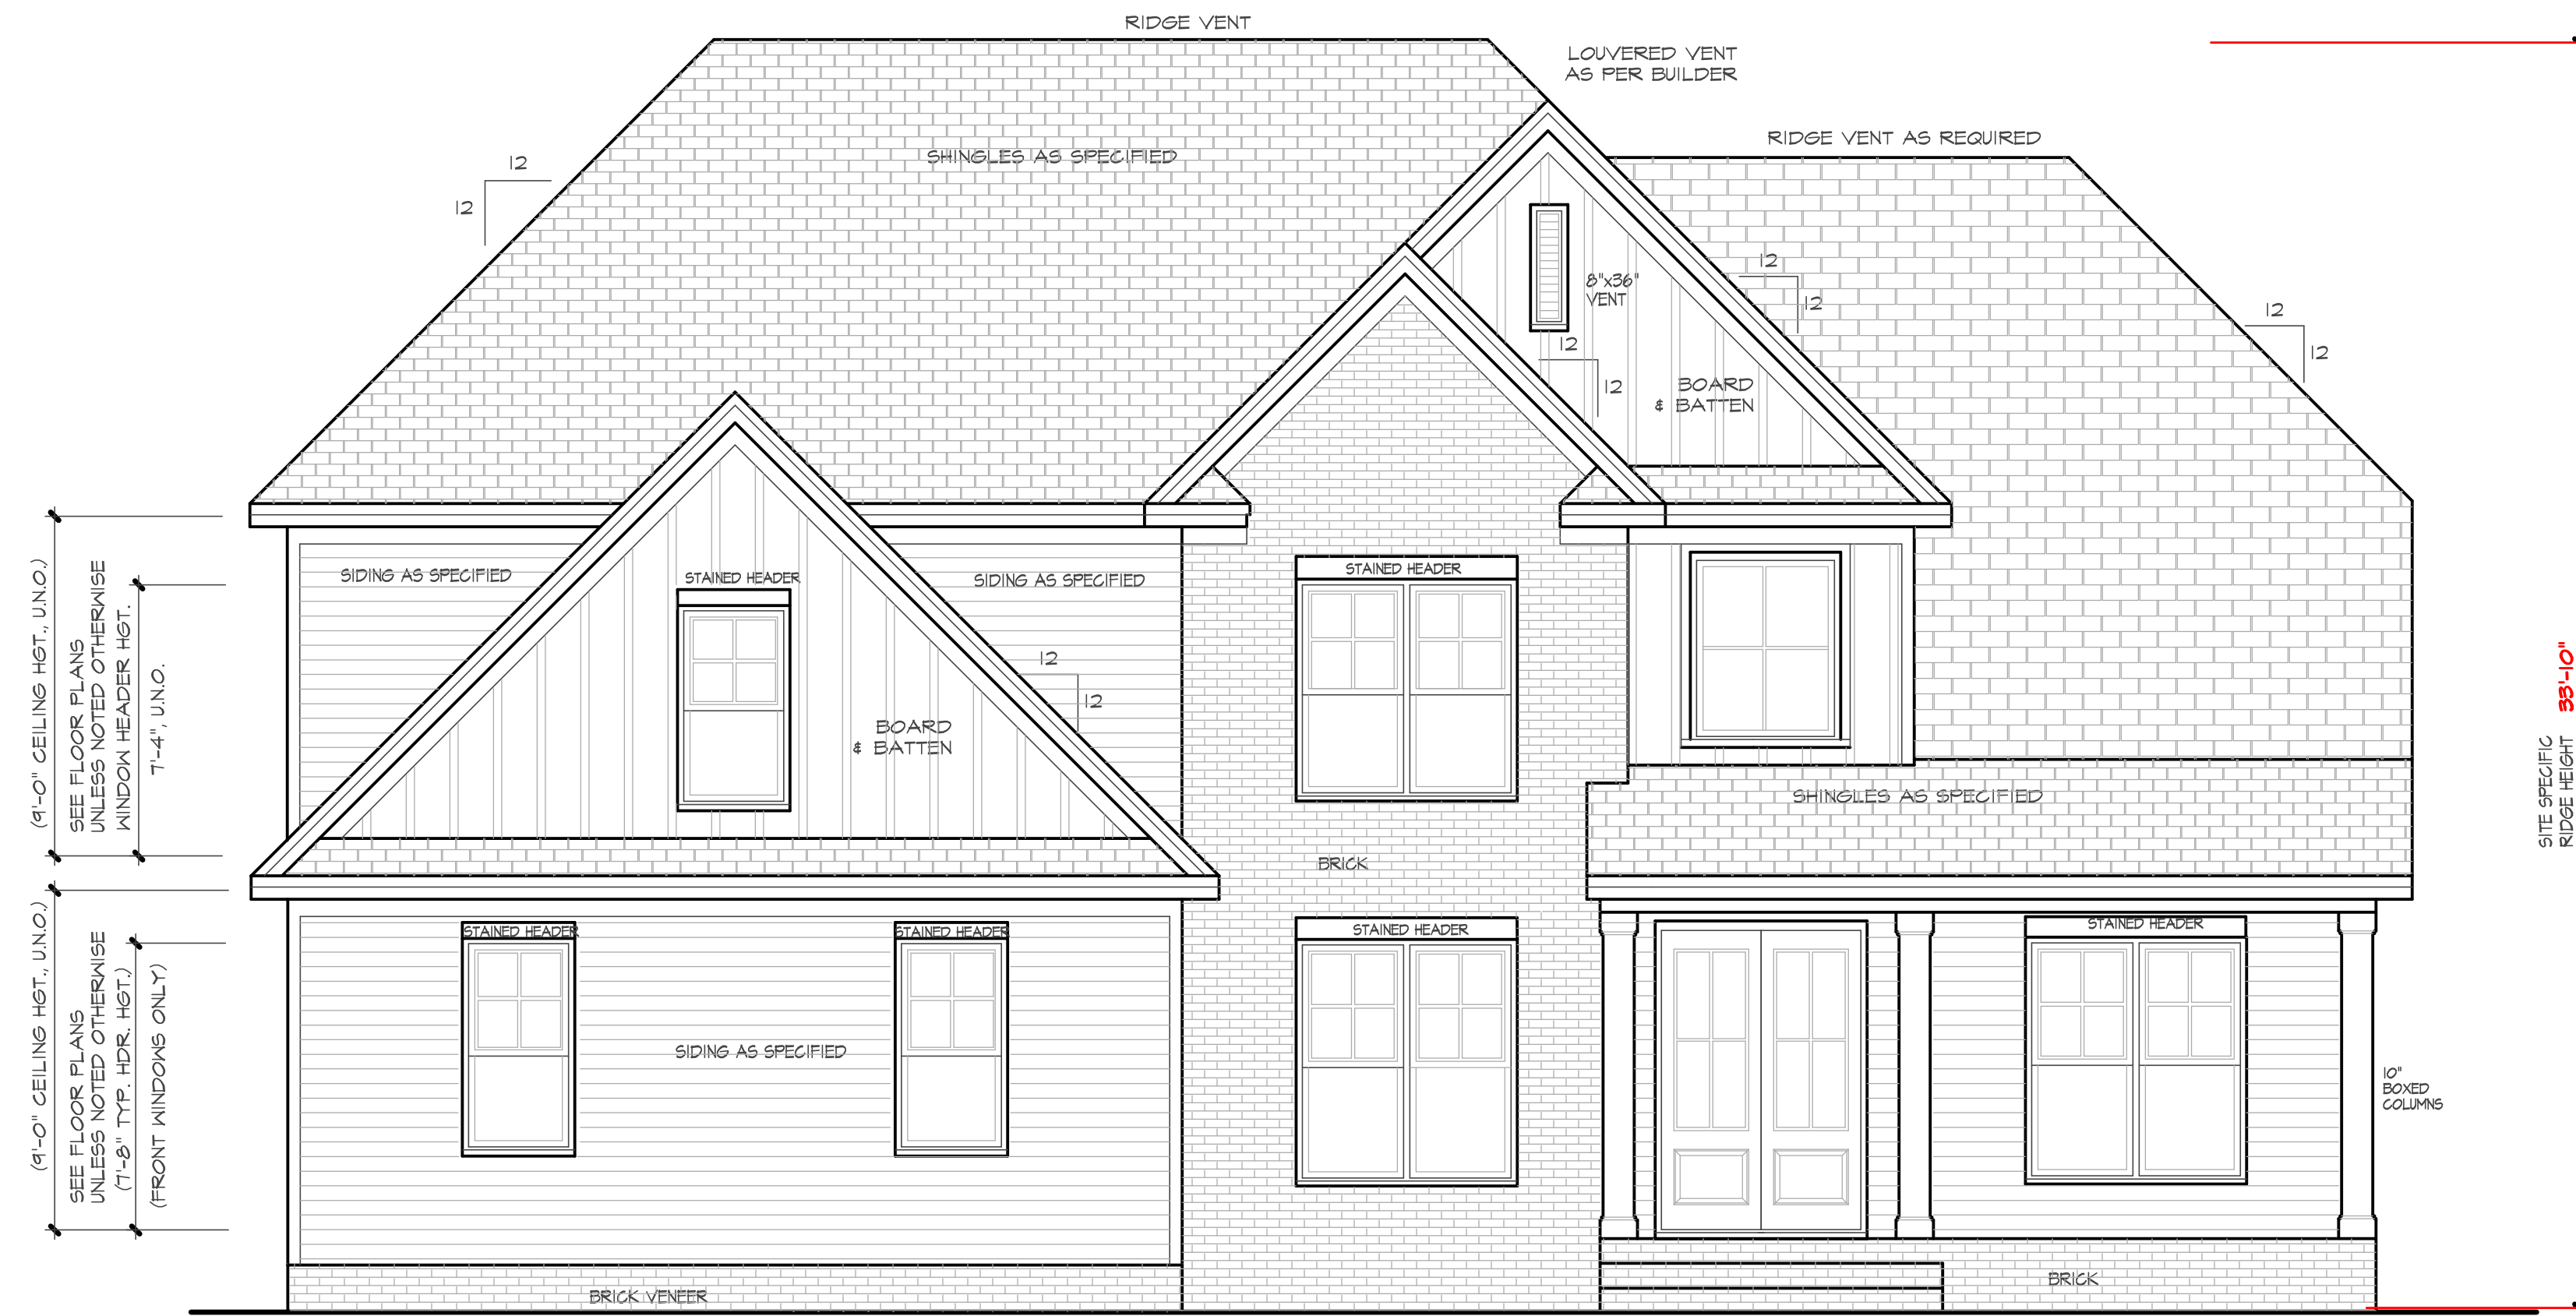 RIDGE VENT
LOUVERED VENT
AS PER BUILDER
RIDGE VENT AS REQUIRED
SHINGLES AS SPECIFIED
12
12
12
12
8"x36"
VENT
12
12
12
12
BOARD
& BATTEN
SIDING AS SPECIFIED
STAINED HEADER
SIDING AS SPECIFIED
STAINED HEADER
12
12
BOARD
& BATTEN
SHINGLES AS SPECIFIED
BRICK
STAINED HEADER
STAINED HEADER
STAINED HEADER
STAINED HEADER
SIDING AS SPECIFIED
10"
BOXED
COLUMNS
BRICK
BRICK VENEER
(9'-0" CEILING HGT., U.N.O.)
SEE FLOOR PLANS
UNLESS NOTED OTHERWISE
WINDOW HEADER HGT.
7'-4", U.N.O.
(9'-0" CEILING HGT., U.N.O.)
SEE FLOOR PLANS
UNLESS NOTED OTHERWISE
(7'-8" TYP. HDR. HGT.)
(FRONT WINDOWS ONLY)
SITE SPECIFIC
RIDGE HEIGHT 33'-10"